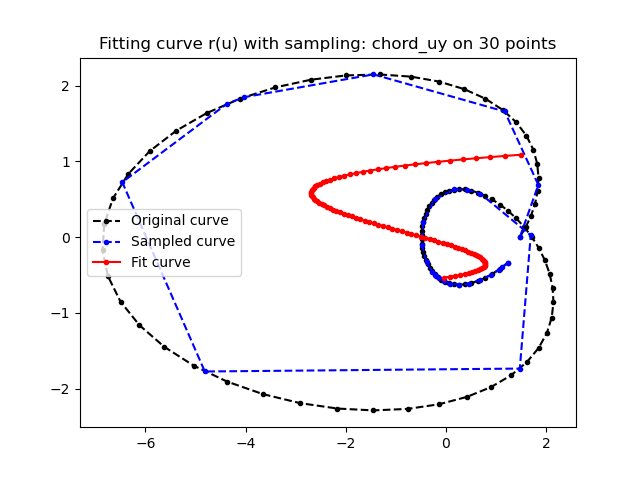 Fitting curve r(u) with sampling: chord_uy on 30 points
2
1
0
−1
−2
Original curve
Sampled curve
Fit curve
−6
−4
−2
0
2